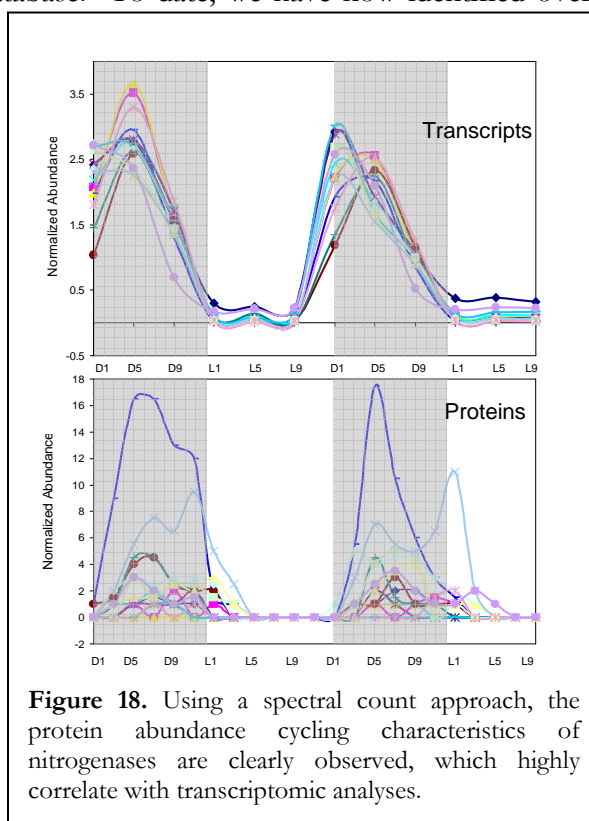 Transcripts
Normalized Abundance
3.5
2.5
1.5
0.5
-0.5
D1 D5 D9 L1 L5 L9 D1 D5 D9 L1 L5 L9
Proteins
Normalized Abundance
18
16
14
12
10
8
6
4
2
0
-2
D1 D5 D9 L1 L5 L9 D1 D5 D9 L1 L5 L9
Figure 18. Using a spectral count approach, the
protein abundance cycling characteristics of
nitrogenases are clearly observed, which highly
correlate with transcriptomic analyses.